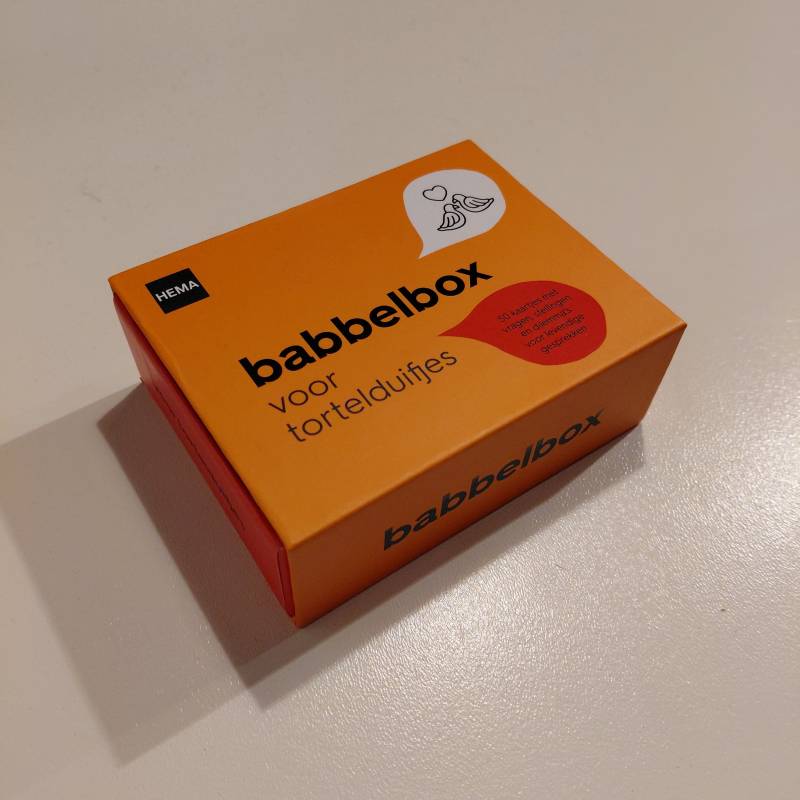 HEMA
babbelbox
voor
tortelduifjes
50 kaartjes met
vragen, stellingen
en dilemma's
voor levendige
gesprekken
babbelbox